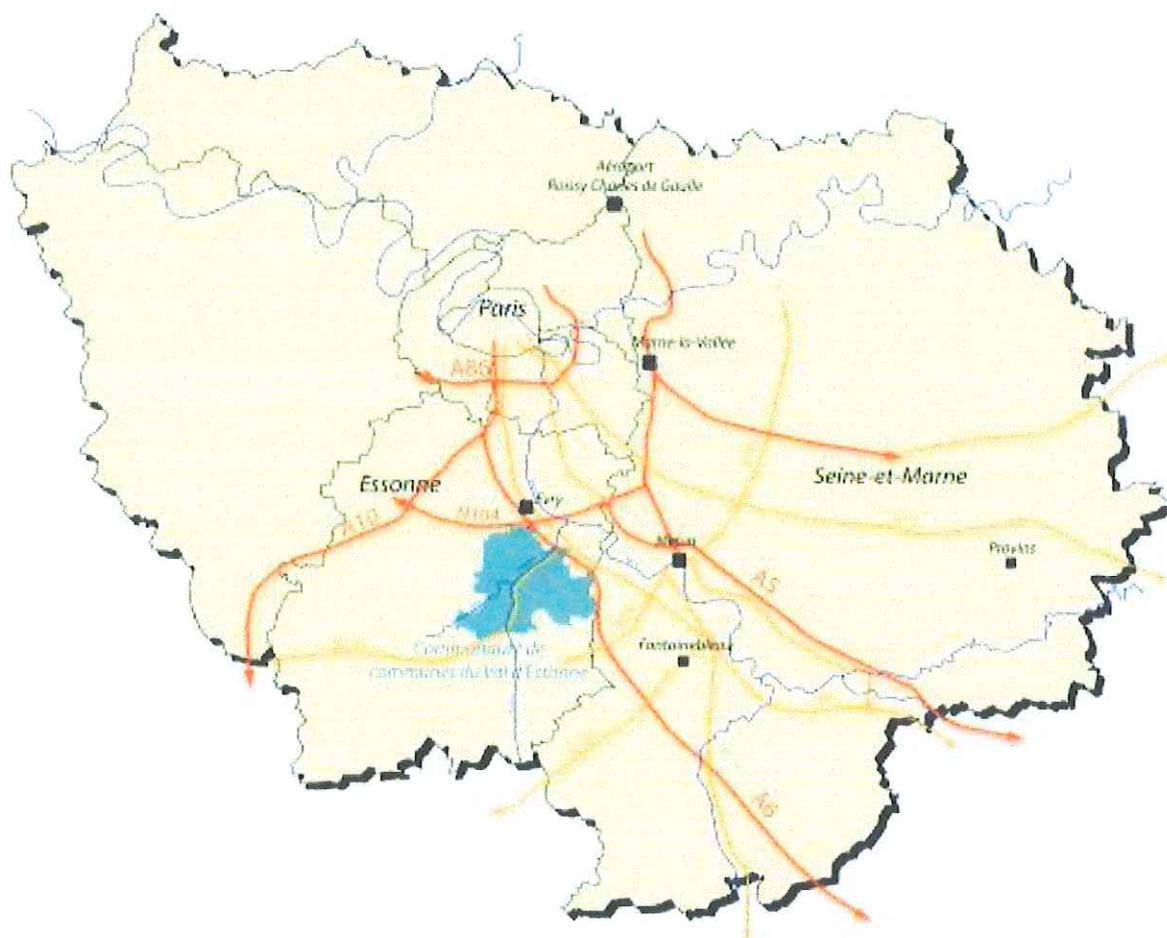 Aéroport
Roissy Charles de Gaulle
Paris
Marne-la-Vallée
A86
Essonne
Seine-et-Marne
Evry
N104
A10
Melun
Provins
A5
Communauté de
communes du Val d'Essonne
Fontainebleau
A6